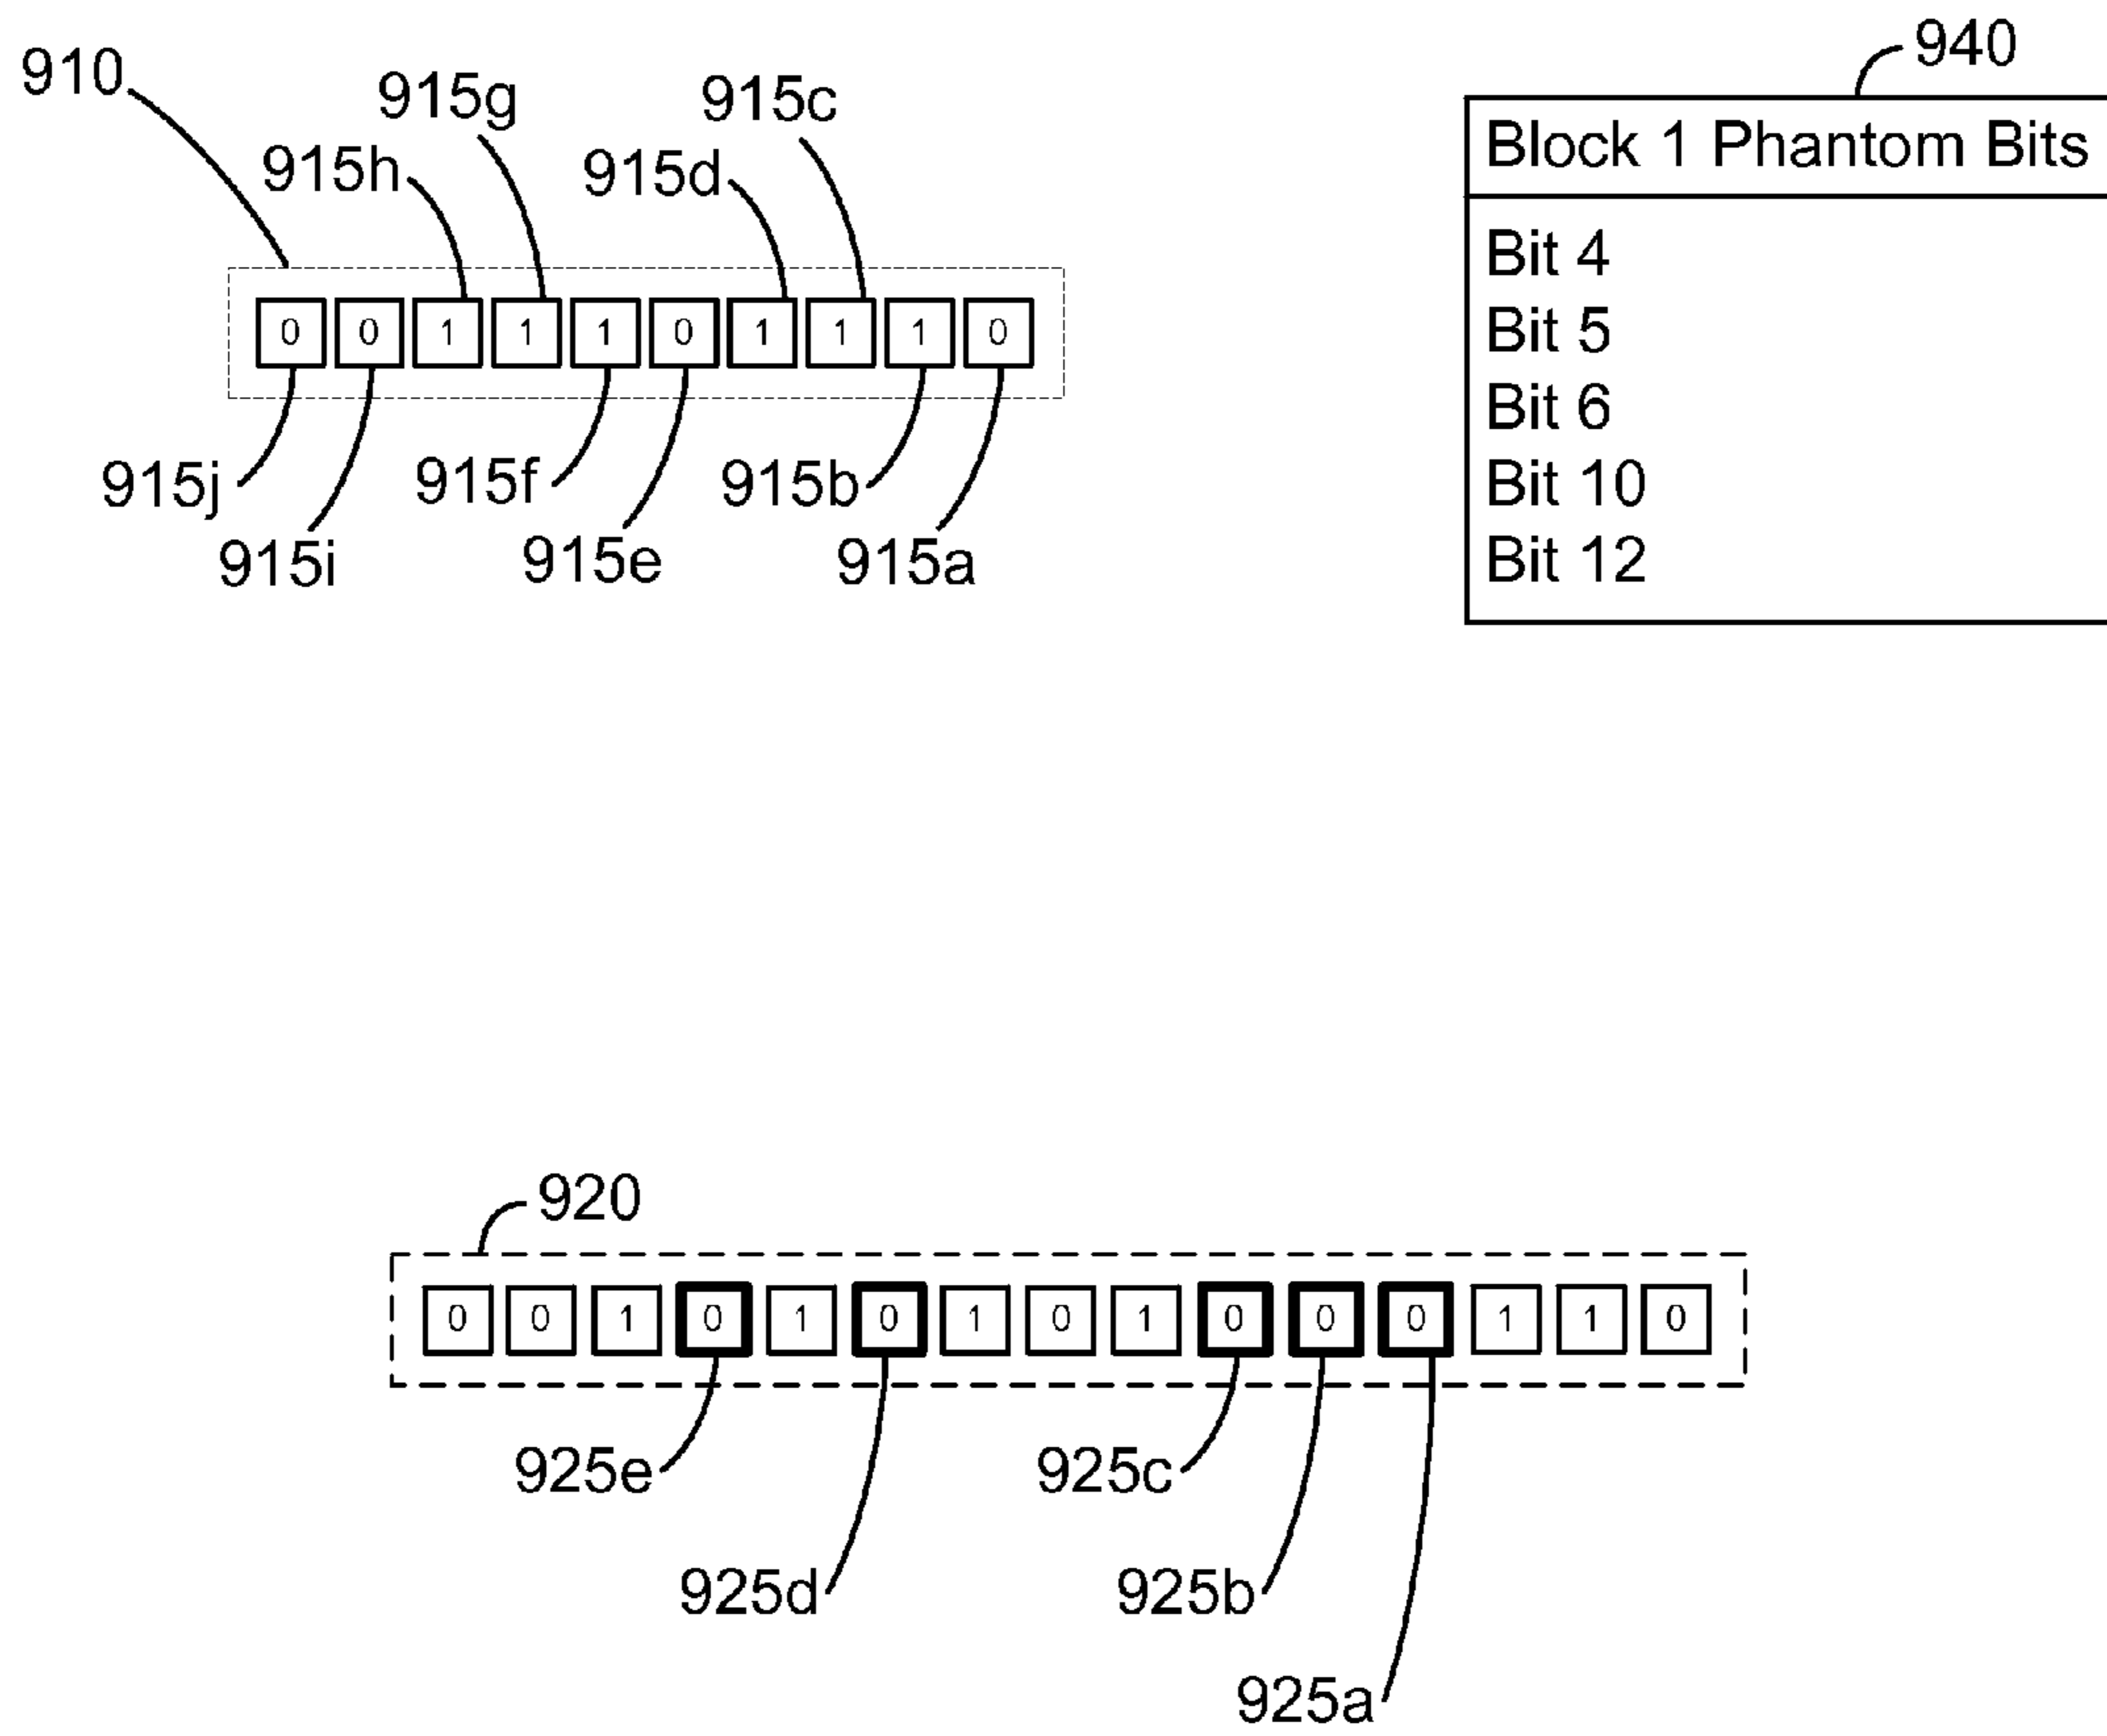 940
910
915g
915c
915h
915d
Block 1 Phantom Bits
0 0 1 1 1 0 1 1 1 0
Bit 4
Bit 5
Bit 6
Bit 10
Bit 12
915j
915f
915b
915i
915e
915a
920
0 0 1 0 1 0 1 0 1 0 0 0 1 1 0
925e
925c
925d
925b
925a